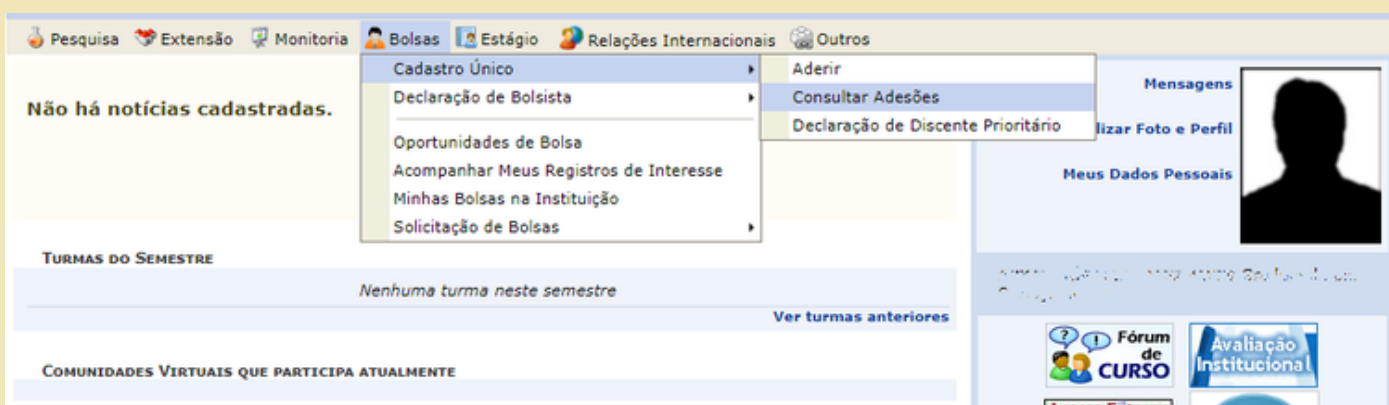 Pesquisa Extensão Monitoria Bolsas Estágio Relações Internacionais Outros
Cadastro Único
Declaração de Bolsista
Oportunidades de Bolsa
Acompanhar Meus Registros de Interesse
Minhas Bolsas na Instituição
Solicitação de Bolsas
Aderir
Consultar Adesões
Declaração de Discente Prioritário
Não há notícias cadastradas.
Mensagens
lizar Foto e Perfil
Meus Dados Pessoais
TURMAS DO SEMESTRE
Nenhuma turma neste semestre
Ver turmas anteriores
COMUNIDADES VIRTUAIS QUE PARTICIPA ATUALMENTE
Fórum
de
CURSO
Avaliação
Institucional